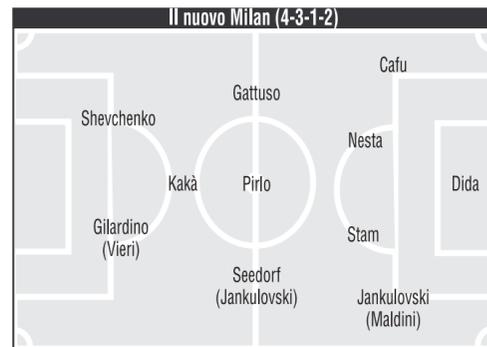 Il nuovo Milan (4-3-1-2)
Cafu
Gattuso
Shevchenko
Nesta
Kakà
Pirlo
Dida
Gilardino
(Vieri)
Stam
Seedorf
(Jankulovski)
Jankulovski
(Maldini)